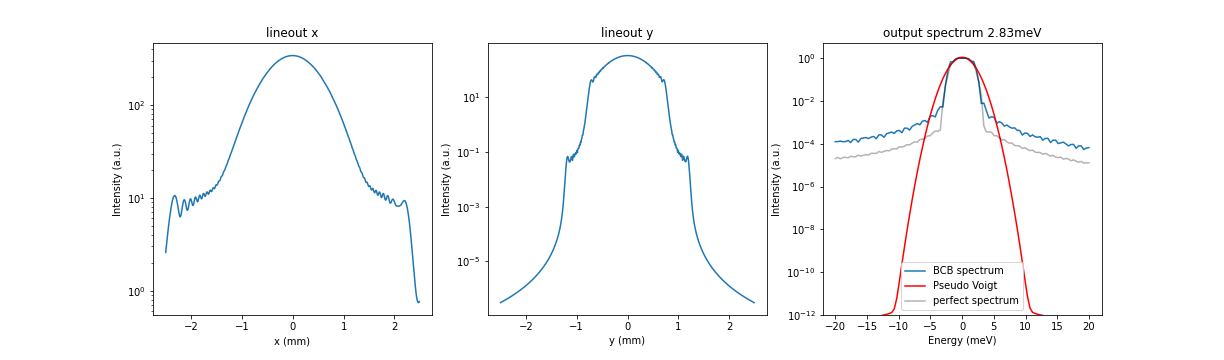 lineout x
10²
10¹
10⁰
Intensity (a.u.)
−2 −1 0 1 2
x (mm)
lineout y
10¹
10⁻¹
10⁻³
10⁻⁵
Intensity (a.u.)
−2 −1 0 1 2
y (mm)
output spectrum 2.83meV
10⁰
10⁻²
10⁻⁴
10⁻⁶
10⁻⁸
10⁻¹⁰
10⁻¹²
Intensity (a.u.)
BCB spectrum
Pseudo Voigt
perfect spectrum
−20 −15 −10 −5 0 5 10 15 20
Energy (meV)